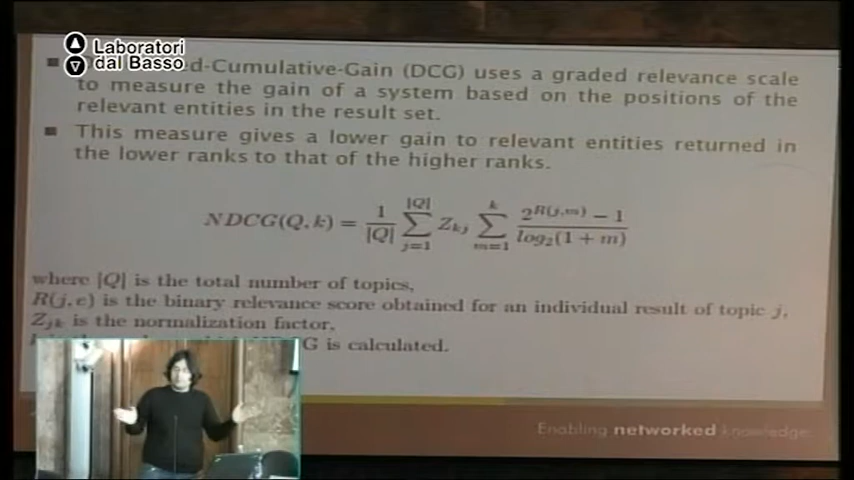 Laboratori
dal Basso
ed-Cumulative-Gain (DCG) uses a graded relevance scale
to measure the gain of a system based on the positions of the
relevant entities in the result set.
This measure gives a lower gain to relevant entities returned in
the lower ranks to that of the higher ranks.
NDCG(Q,k) = 1/|Q| ∑_{j=1}^{|Q|} Z_{kj} ∑_{m=1}^{k} (2^{R(j,m)} − 1)/(log_2(1 + m))
where |Q| is the total number of topics,
R(j,e) is the binary relevance score obtained for an individual result of topic j,
Z_{jk} is the normalization factor,
G is calculated.
Enabling networked knowledge